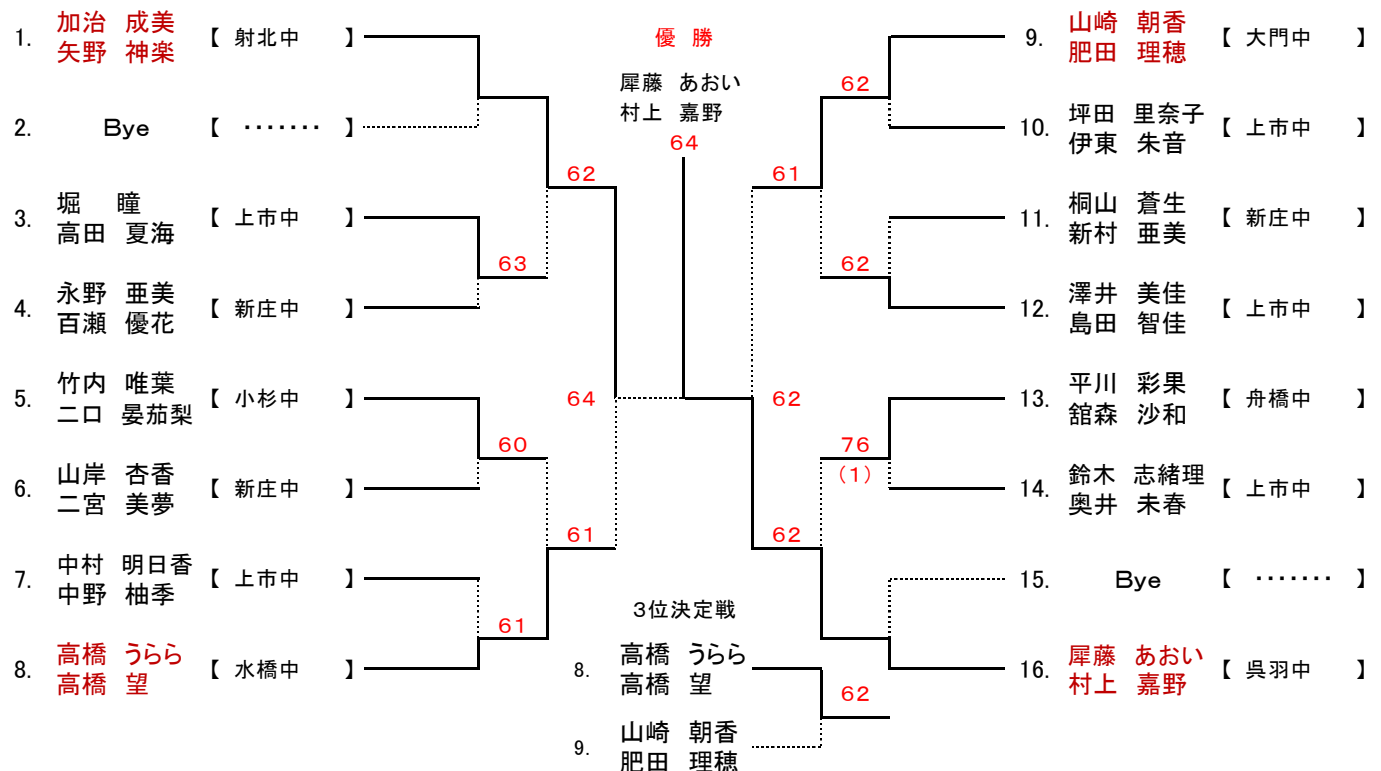 優 勝
犀藤 あおい
村上 嘉野
64
1. 加治 成美
矢野 神楽 【 射北中 】
2. Bye 【 ・・・・・・・ 】
3. 堀 瞳
高田 夏海 【 上市中 】
4. 永野 亜美
百瀬 優花 【 新庄中 】
5. 竹内 唯葉
二口 晏茄梨 【 小杉中 】
6. 山岸 杏香
二宮 美夢 【 新庄中 】
7. 中村 明日香
中野 柚季 【 上市中 】
8. 高橋 うらら
高橋 望 【 水橋中 】
62
63
64
60
61
61
9. 山崎 朝香
肥田 理穂 【 大門中 】
10. 坪田 里奈子
伊東 朱音 【 上市中 】
11. 桐山 蒼生
新村 亜美 【 新庄中 】
12. 澤井 美佳
島田 智佳 【 上市中 】
13. 平川 彩果
舘森 沙和 【 舟橋中 】
14. 鈴木 志緒理
奥井 未春 【 上市中 】
15. Bye 【 ・・・・・・・ 】
16. 犀藤 あおい
村上 嘉野 【 呉羽中 】
62
61
62
62
76
(1)
62
3位決定戦
8. 高橋 うらら
高橋 望
62
9. 山崎 朝香
肥田 理穂